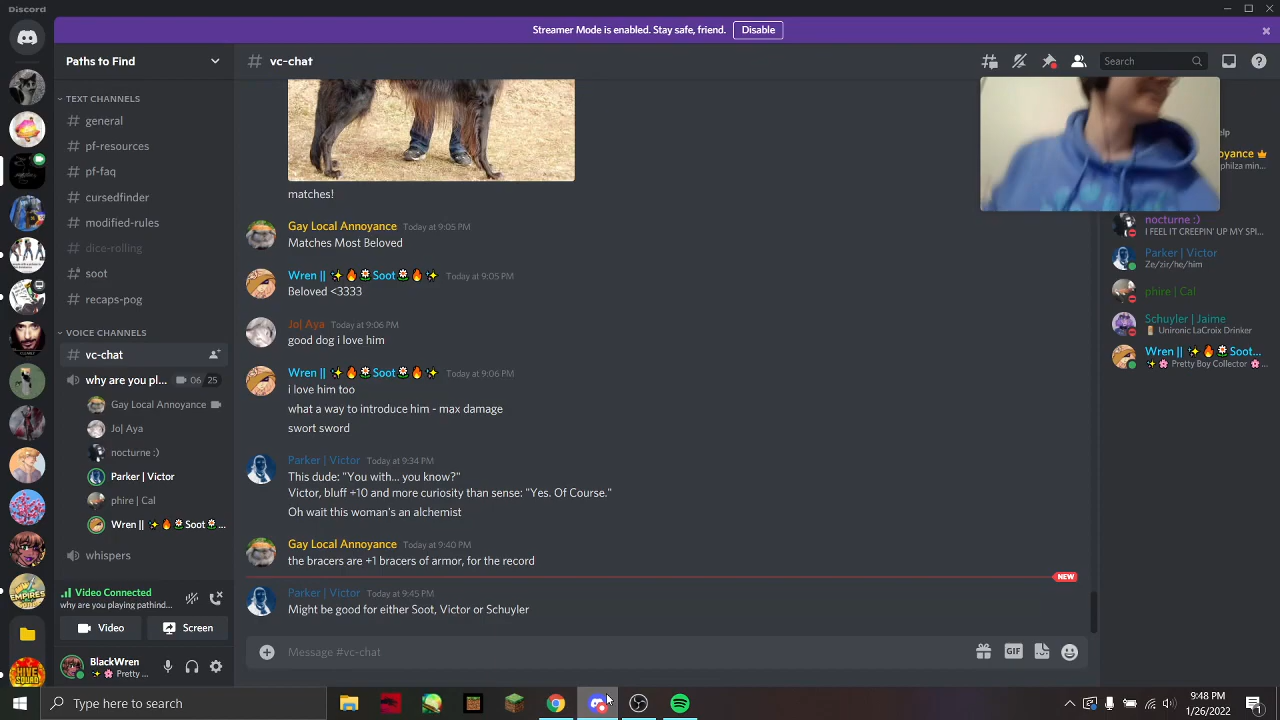 Discord
Streamer Mode is enabled. Stay safe, friend.
Disable
Paths to Find
vc-chat
Search
TEXT CHANNELS
general
pf-resources
pf-faq
cursedfinder
modified-rules
dice-rolling
soot
recaps-pog
VOICE CHANNELS
vc-chat
why are you pl...
06 25
Gay Local Annoyance
Jo| Aya
nocturne :)
Parker | Victor
phire | Cal
Wren || ✨🔥🌼Soot🌼...
whispers
Video Connected
why are you playing pathind...
Video
Screen
BlackWren
✨🌸 Pretty ...
matches!
Gay Local Annoyance Today at 9:05 PM
Matches Most Beloved
Wren || ✨🔥🌼Soot🌼🔥✨ Today at 9:05 PM
Beloved <3333
Jo| Aya Today at 9:06 PM
good dog i love him
Wren || ✨🔥🌼Soot🌼🔥✨ Today at 9:06 PM
i love him too
what a way to introduce him - max damage
swort sword
Parker | Victor Today at 9:34 PM
This dude: "You with... you know?"
Victor, bluff +10 and more curiosity than sense: "Yes. Of Course."
Oh wait this woman's an alchemist
Gay Local Annoyance Today at 9:40 PM
the bracers are +1 bracers of armor, for the record
NEW
Parker | Victor Today at 9:45 PM
Might be good for either Soot, Victor or Schuyler
Message #vc-chat
GIF
elp
oyance
philza min...
nocturne :)
I FEEL IT CREEPIN' UP MY SPI...
Parker | Victor
Ze/zir/he/him
phire | Cal
Schuyler | Jaime
Unironic LaCroix Drinker
Wren || ✨🔥🌼Soot...
✨🌸 Pretty Boy Collector 🌸 ...
HIVE
SQUAD
EMPIRES
Type here to search
9:48 PM
1/26/2022